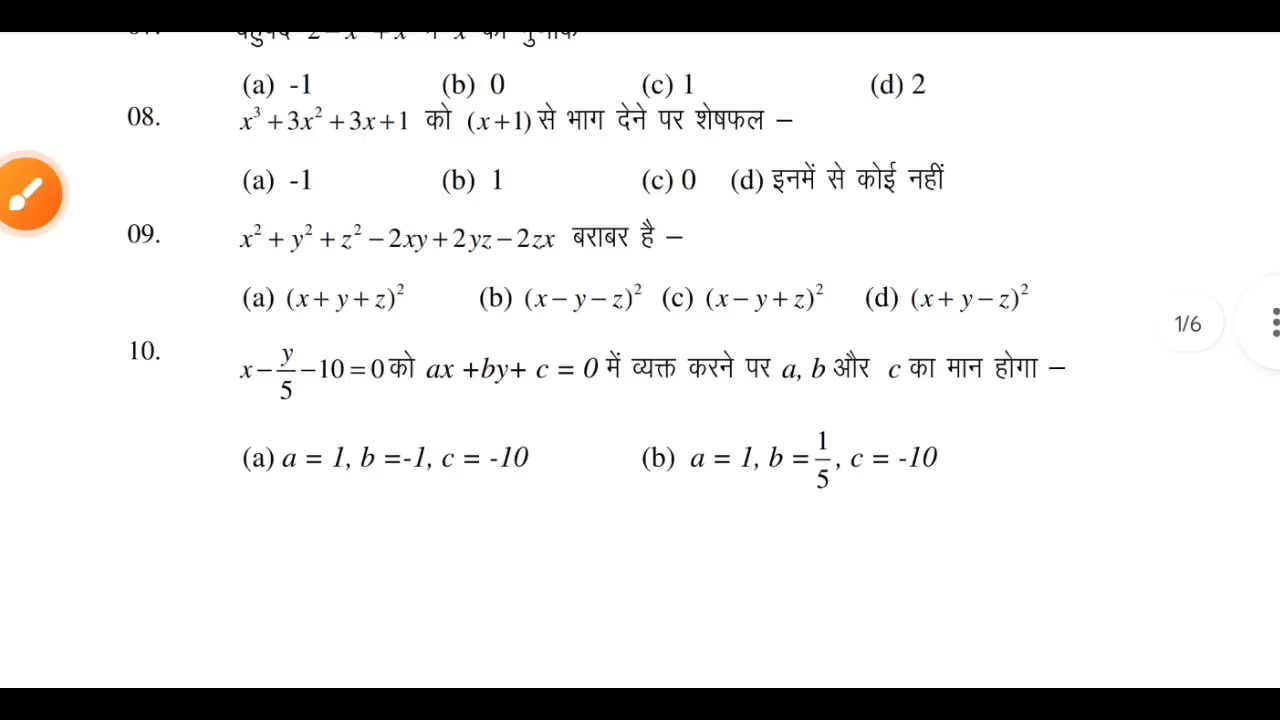 (a) -1 (b) 0 (c) 1 (d) 2
08. x³ + 3x² + 3x + 1 को (x+1) से भाग देने पर शेषफल –
(a) -1 (b) 1 (c) 0 (d) इनमें से कोई नहीं
09. x² + y² + z² − 2xy + 2yz − 2zx बराबर है –
(a) (x + y + z)² (b) (x − y − z)² (c) (x − y + z)² (d) (x + y − z)²
1/6
10. x − y/5 − 10 = 0 को ax +by+ c = 0 में व्यक्त करने पर a, b और c का मान होगा –
(a) a = 1, b =-1, c = -10 (b) a = 1, b = 1/5, c = -10